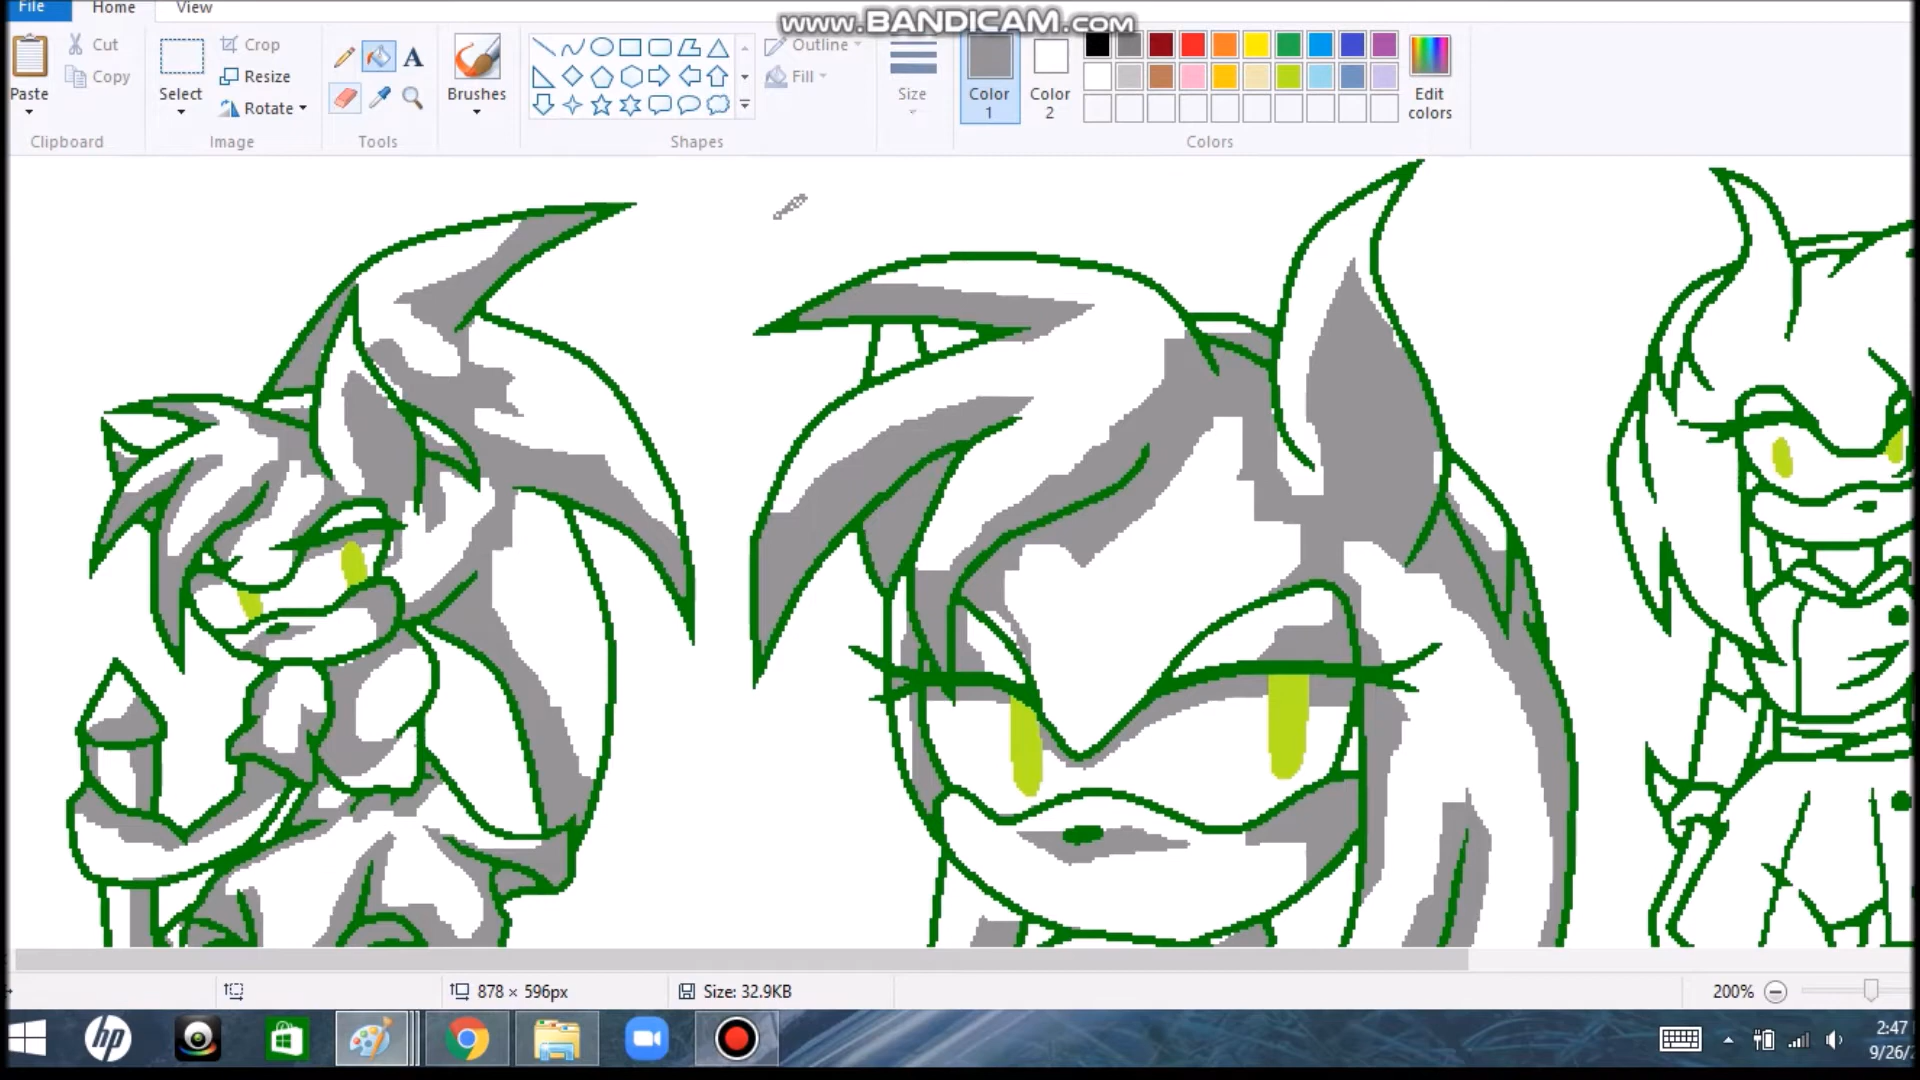 www.BANDICAM.com
File Home View
Paste
Cut
Copy
Clipboard
Select
Crop
Resize
Rotate
Image
A
Tools
Brushes
Outline
Fill
Shapes
Size
Color 1
Color 2
Edit colors
Colors
878 × 596px
Size: 32.9KB
200%
hp
2:47
9/26/